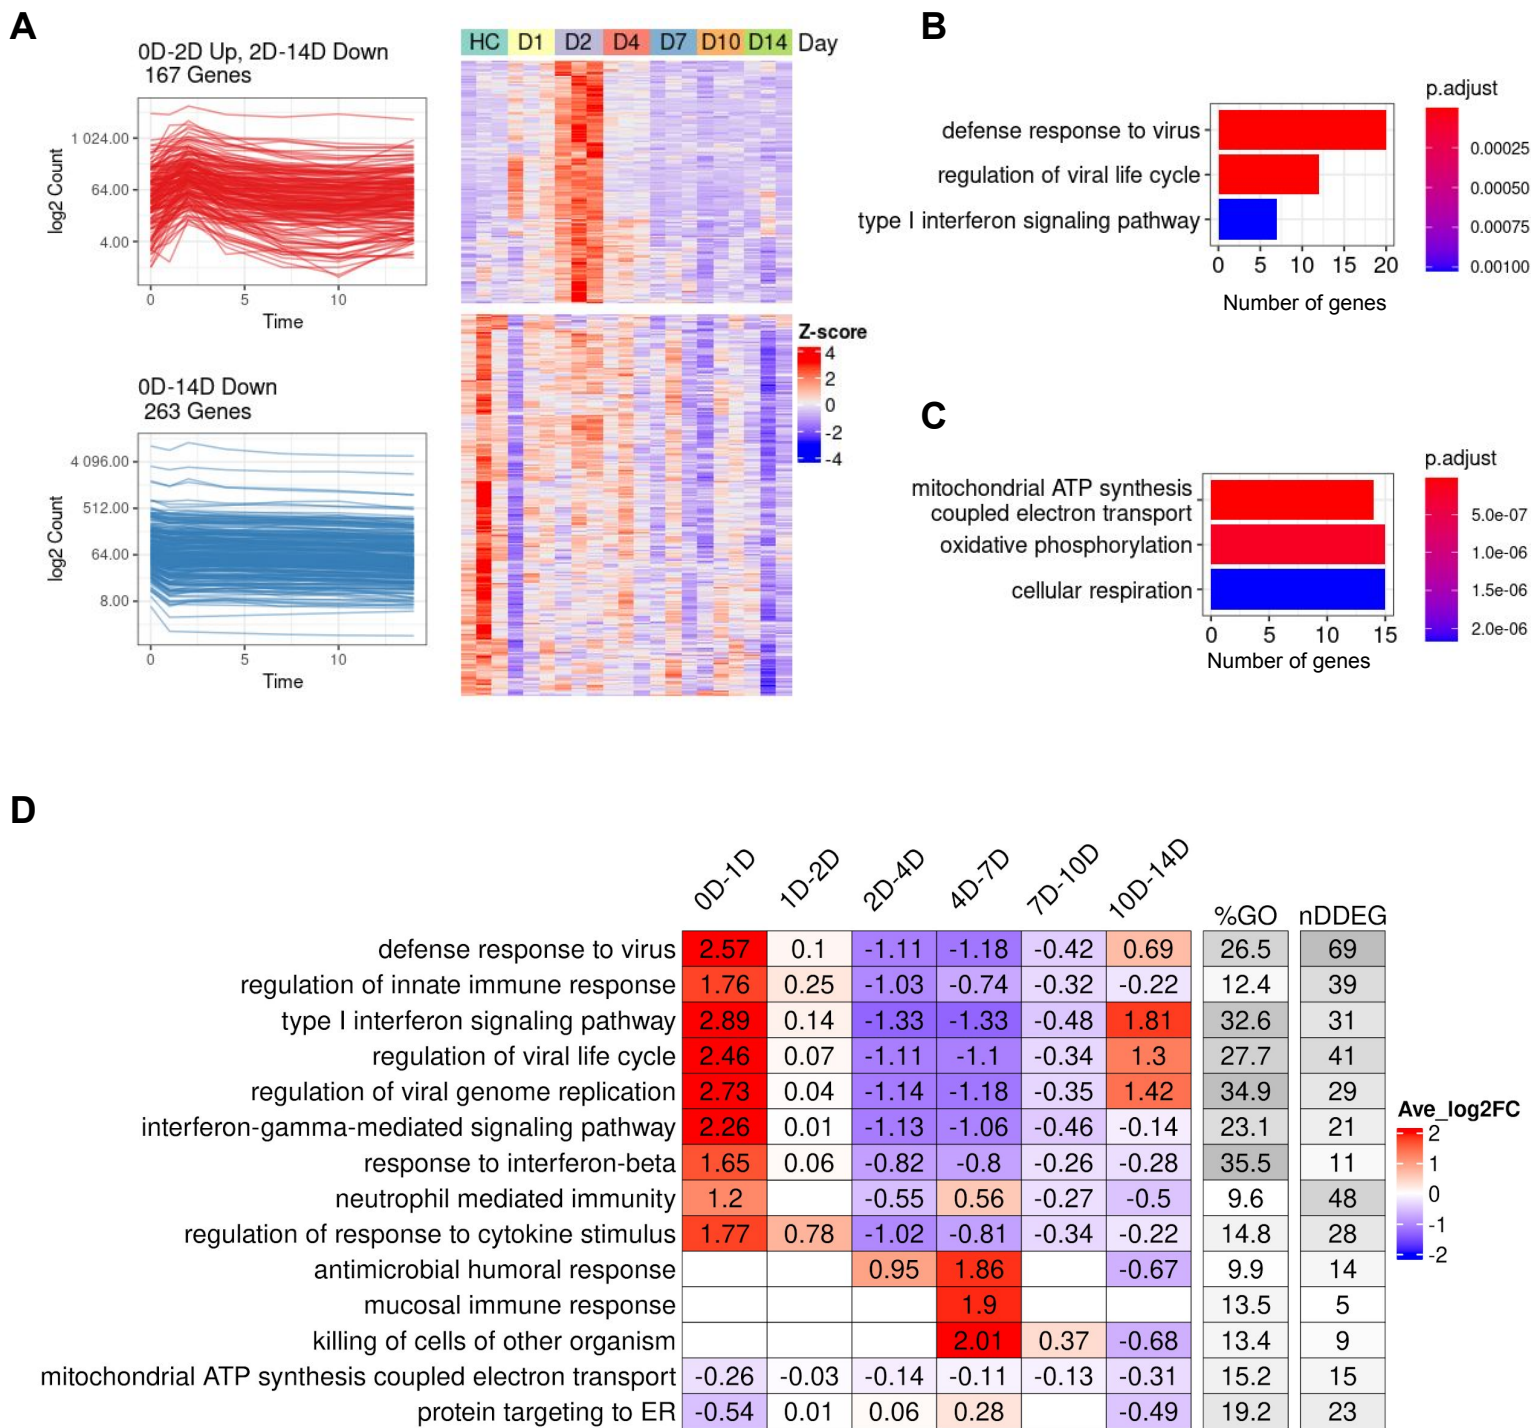 A
0D-2D Up, 2D-14D Down
167 Genes
log2 Count
1 024.00
64.00
4.00
0 5 10
Time
HC D1 D2 D4 D7 D10 D14 Day
0D-14D Down
263 Genes
log2 Count
4 096.00
512.00
64.00
8.00
0 5 10
Time
Z-score
4
2
0
-2
-4
B
defense response to virus
regulation of viral life cycle
type I interferon signaling pathway
0 5 10 15 20
Number of genes
p.adjust
0.00025
0.00050
0.00075
0.00100
C
mitochondrial ATP synthesis
coupled electron transport
oxidative phosphorylation
cellular respiration
0 5 10 15
Number of genes
p.adjust
5.0e-07
1.0e-06
1.5e-06
2.0e-06
D
0D-1D 1D-2D 2D-4D 4D-7D 7D-10D 10D-14D %GO nDDEG
defense response to virus 2.57 0.1 -1.11 -1.18 -0.42 0.69 26.5 69
regulation of innate immune response 1.76 0.25 -1.03 -0.74 -0.32 -0.22 12.4 39
type I interferon signaling pathway 2.89 0.14 -1.33 -1.33 -0.48 1.81 32.6 31
regulation of viral life cycle 2.46 0.07 -1.11 -1.1 -0.34 1.3 27.7 41
regulation of viral genome replication 2.73 0.04 -1.14 -1.18 -0.35 1.42 34.9 29
interferon-gamma-mediated signaling pathway 2.26 0.01 -1.13 -1.06 -0.46 -0.14 23.1 21
response to interferon-beta 1.65 0.06 -0.82 -0.8 -0.26 -0.28 35.5 11
neutrophil mediated immunity 1.2 -0.55 0.56 -0.27 -0.5 9.6 48
regulation of response to cytokine stimulus 1.77 0.78 -1.02 -0.81 -0.34 -0.22 14.8 28
antimicrobial humoral response 0.95 1.86 -0.67 9.9 14
mucosal immune response 1.9 13.5 5
killing of cells of other organism 2.01 0.37 -0.68 13.4 9
mitochondrial ATP synthesis coupled electron transport -0.26 -0.03 -0.14 -0.11 -0.13 -0.31 15.2 15
protein targeting to ER -0.54 0.01 0.06 0.28 -0.49 19.2 23
Ave_log2FC
2
1
0
-1
-2